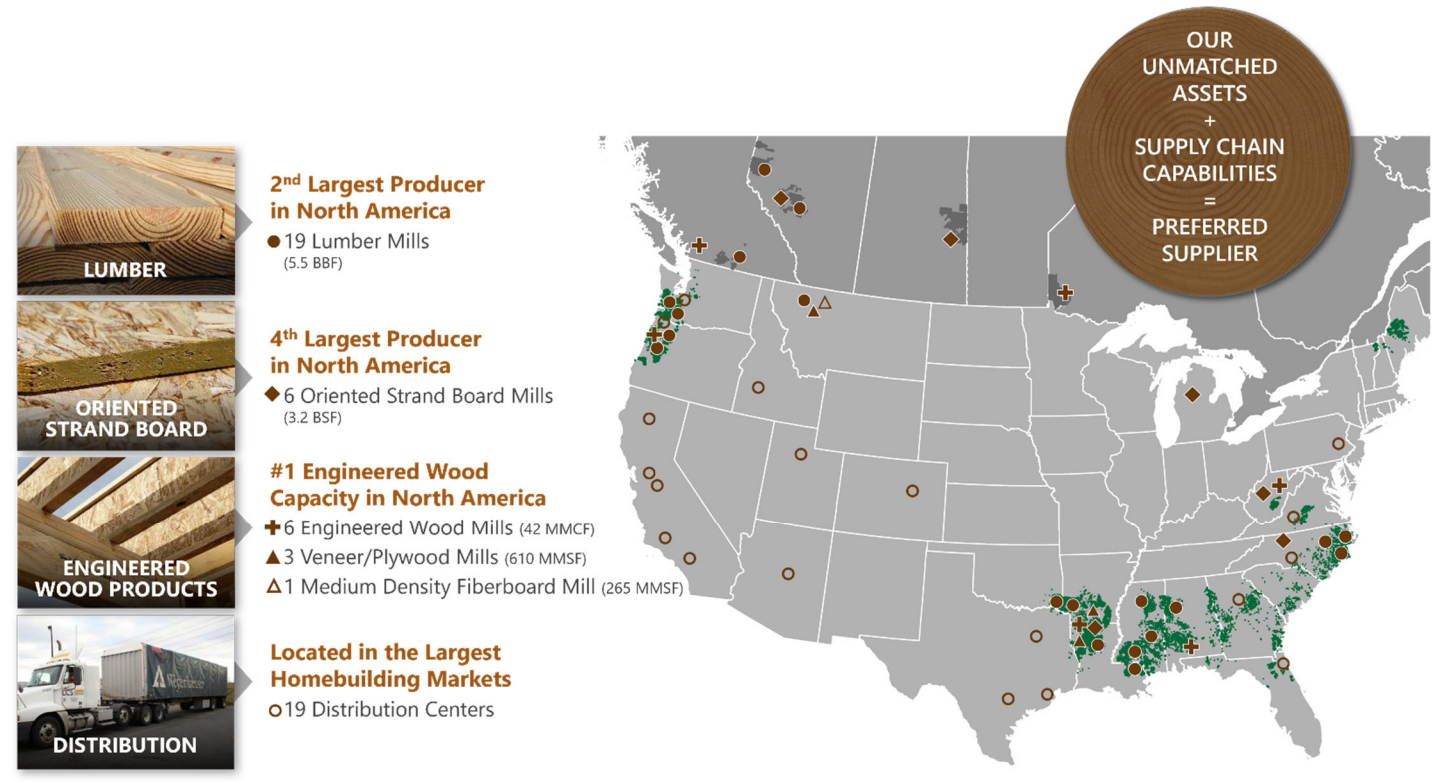 OUR
UNMATCHED
ASSETS
+
SUPPLY CHAIN
CAPABILITIES
=
PREFERRED
SUPPLIER
LUMBER
2nd Largest Producer
in North America
19 Lumber Mills
(5.5 BBF)
ORIENTED
STRAND BOARD
4th Largest Producer
in North America
6 Oriented Strand Board Mills
(3.2 BSF)
ENGINEERED
WOOD PRODUCTS
#1 Engineered Wood
Capacity in North America
6 Engineered Wood Mills (42 MMCF)
3 Veneer/Plywood Mills (610 MMSF)
1 Medium Density Fiberboard Mill (265 MMSF)
Weyerhaeuser
DISTRIBUTION
Located in the Largest
Homebuilding Markets
19 Distribution Centers